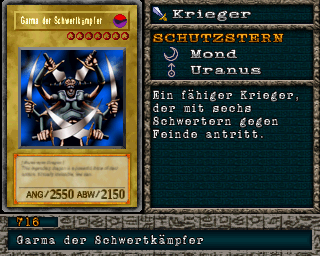 Garma der Schwertkämpfer
ANG/2550 ABW/2150
Krieger
SCHUTZSTERN
Mond
Uranus
Ein fähiger Krieger,
der mit sechs
Schwertern gegen
Feinde antritt.
716
Garma der Schwertkämpfer